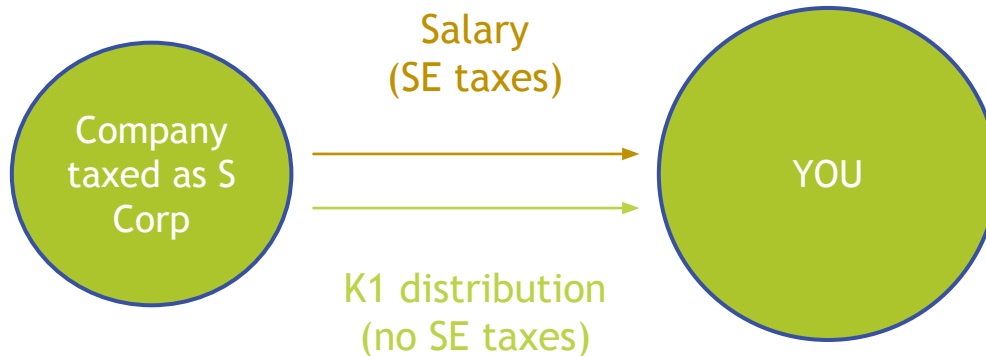 Salary
(SE taxes)
Company
taxed as S
Corp
YOU
K1 distribution
(no SE taxes)